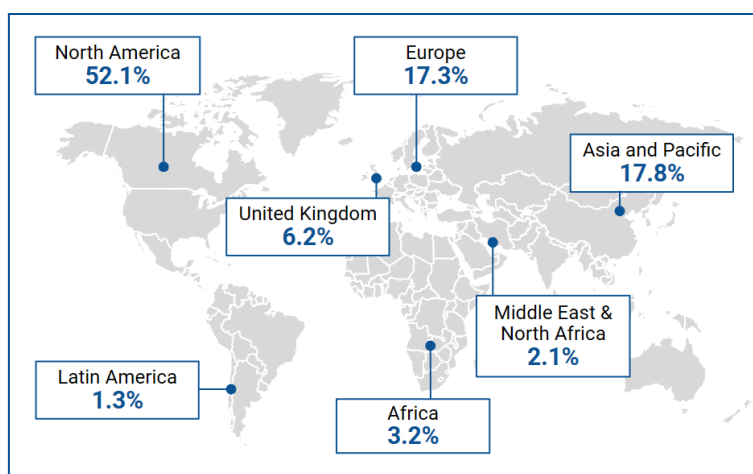 North America
52.1%
Europe
17.3%
Asia and Pacific
17.8%
United Kingdom
6.2%
Middle East &
North Africa
2.1%
Latin America
1.3%
Africa
3.2%